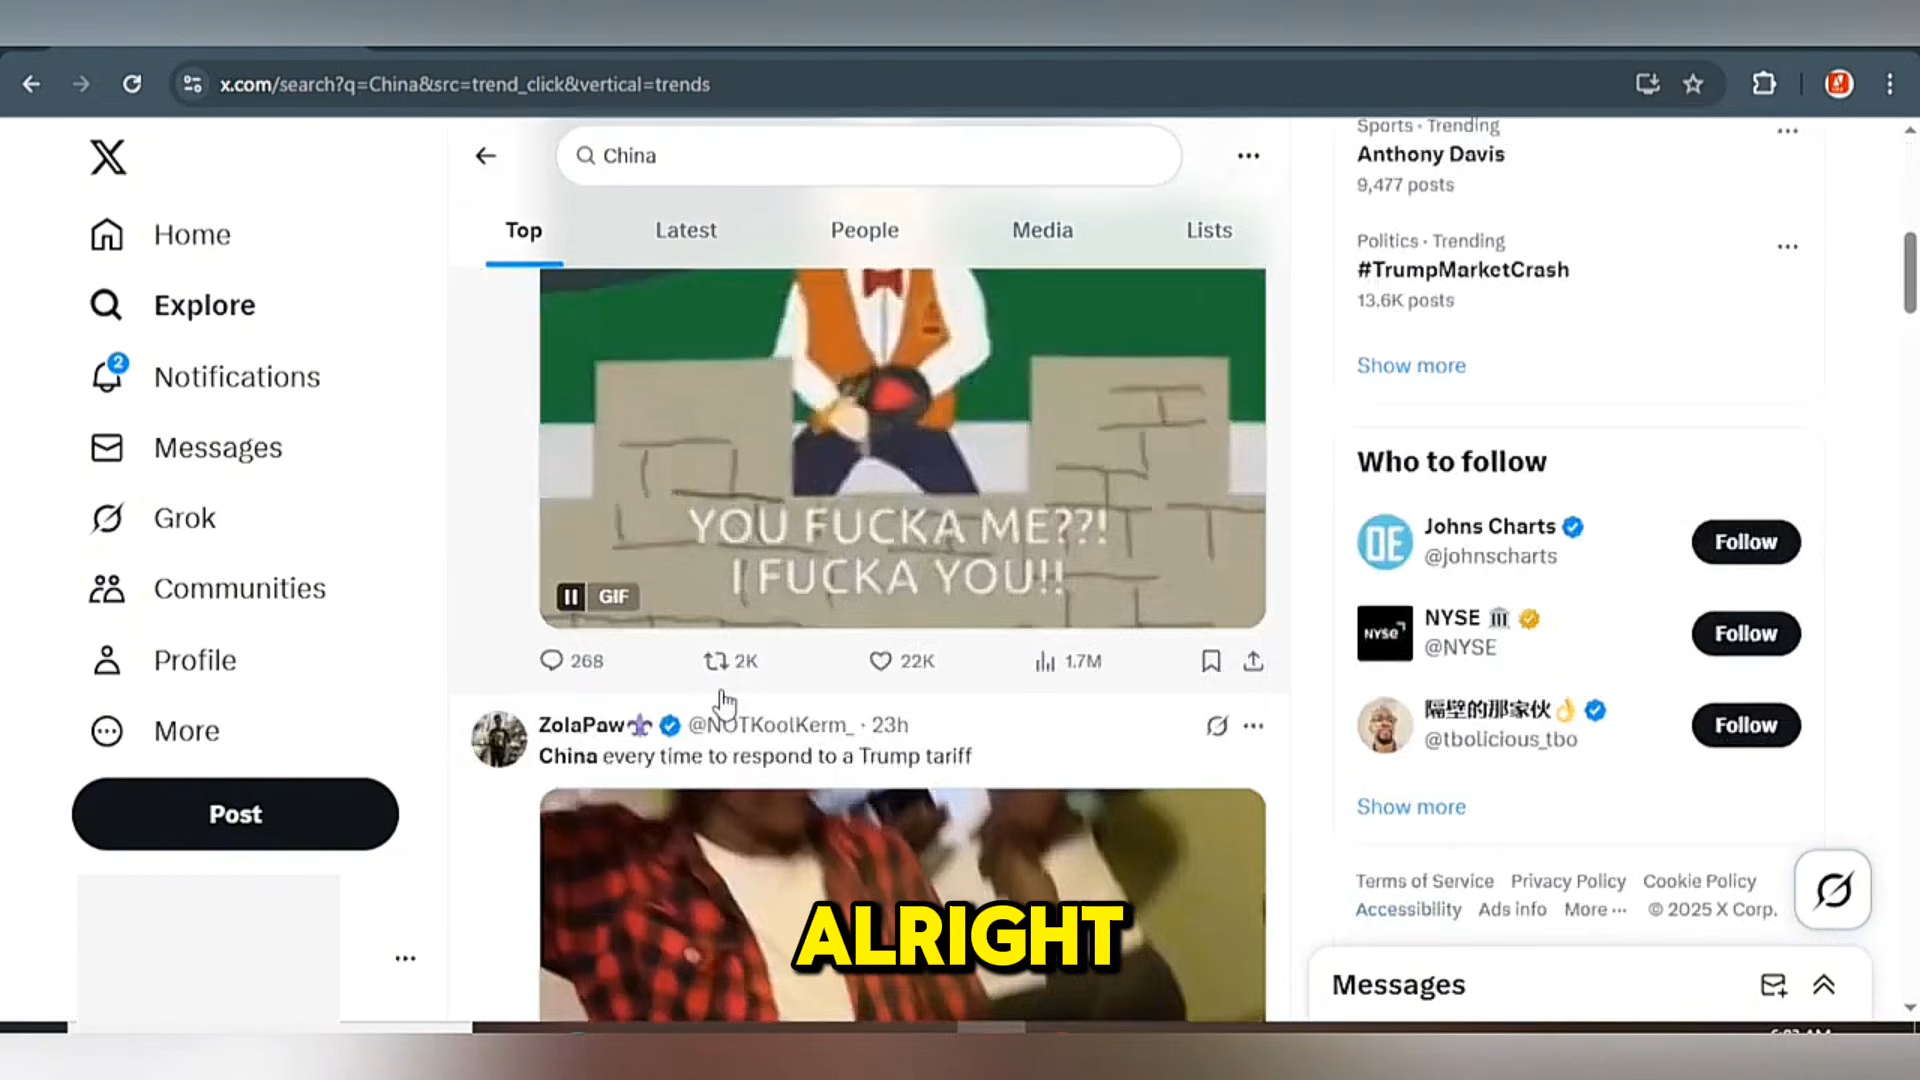 x.com/search?q=China&src=trend_click&vertical=trends
China
Top
Latest
People
Media
Lists
Home
Explore
2
Notifications
Messages
Grok
Communities
Profile
More
Post
YOU FUCKA ME??!
I FUCKA YOU!!
GIF
268
2K
22K
1.7M
ZolaPaw @NOTKoolKerm_ · 23h
China every time to respond to a Trump tariff
ALRIGHT
Sports · Trending
Anthony Davis
9,477 posts
Politics · Trending
#TrumpMarketCrash
13.6K posts
Show more
Who to follow
Johns Charts
@johnscharts
Follow
NYSE
NYSE
@NYSE
Follow
隔壁的那家伙
@tbolicious_tbo
Follow
Show more
Terms of Service Privacy Policy Cookie Policy
Accessibility Ads info More ··· © 2025 X Corp.
Messages